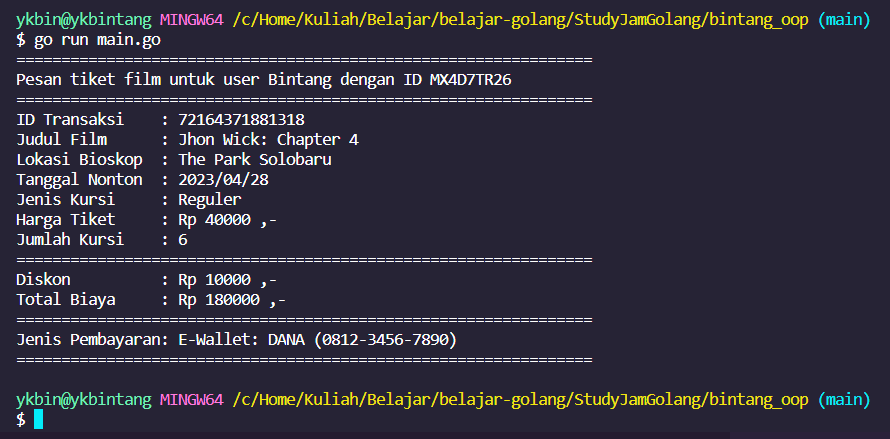 ykbin@ykbintang MINGW64 /c/Home/Kuliah/Belajar/belajar-golang/StudyJamGolang/bintang_oop (main)
$ go run main.go
================================================================
Pesan tiket film untuk user Bintang dengan ID MX4D7TR26
================================================================
ID Transaksi    : 72164371881318
Judul Film      : Jhon Wick: Chapter 4
Lokasi Bioskop  : The Park Solobaru
Tanggal Nonton  : 2023/04/28
Jenis Kursi     : Reguler
Harga Tiket     : Rp 40000 ,-
Jumlah Kursi    : 6
================================================================
Diskon          : Rp 10000 ,-
Total Biaya     : Rp 180000 ,-
================================================================
Jenis Pembayaran: E-Wallet: DANA (0812-3456-7890)
================================================================
ykbin@ykbintang MINGW64 /c/Home/Kuliah/Belajar/belajar-golang/StudyJamGolang/bintang_oop (main)
$